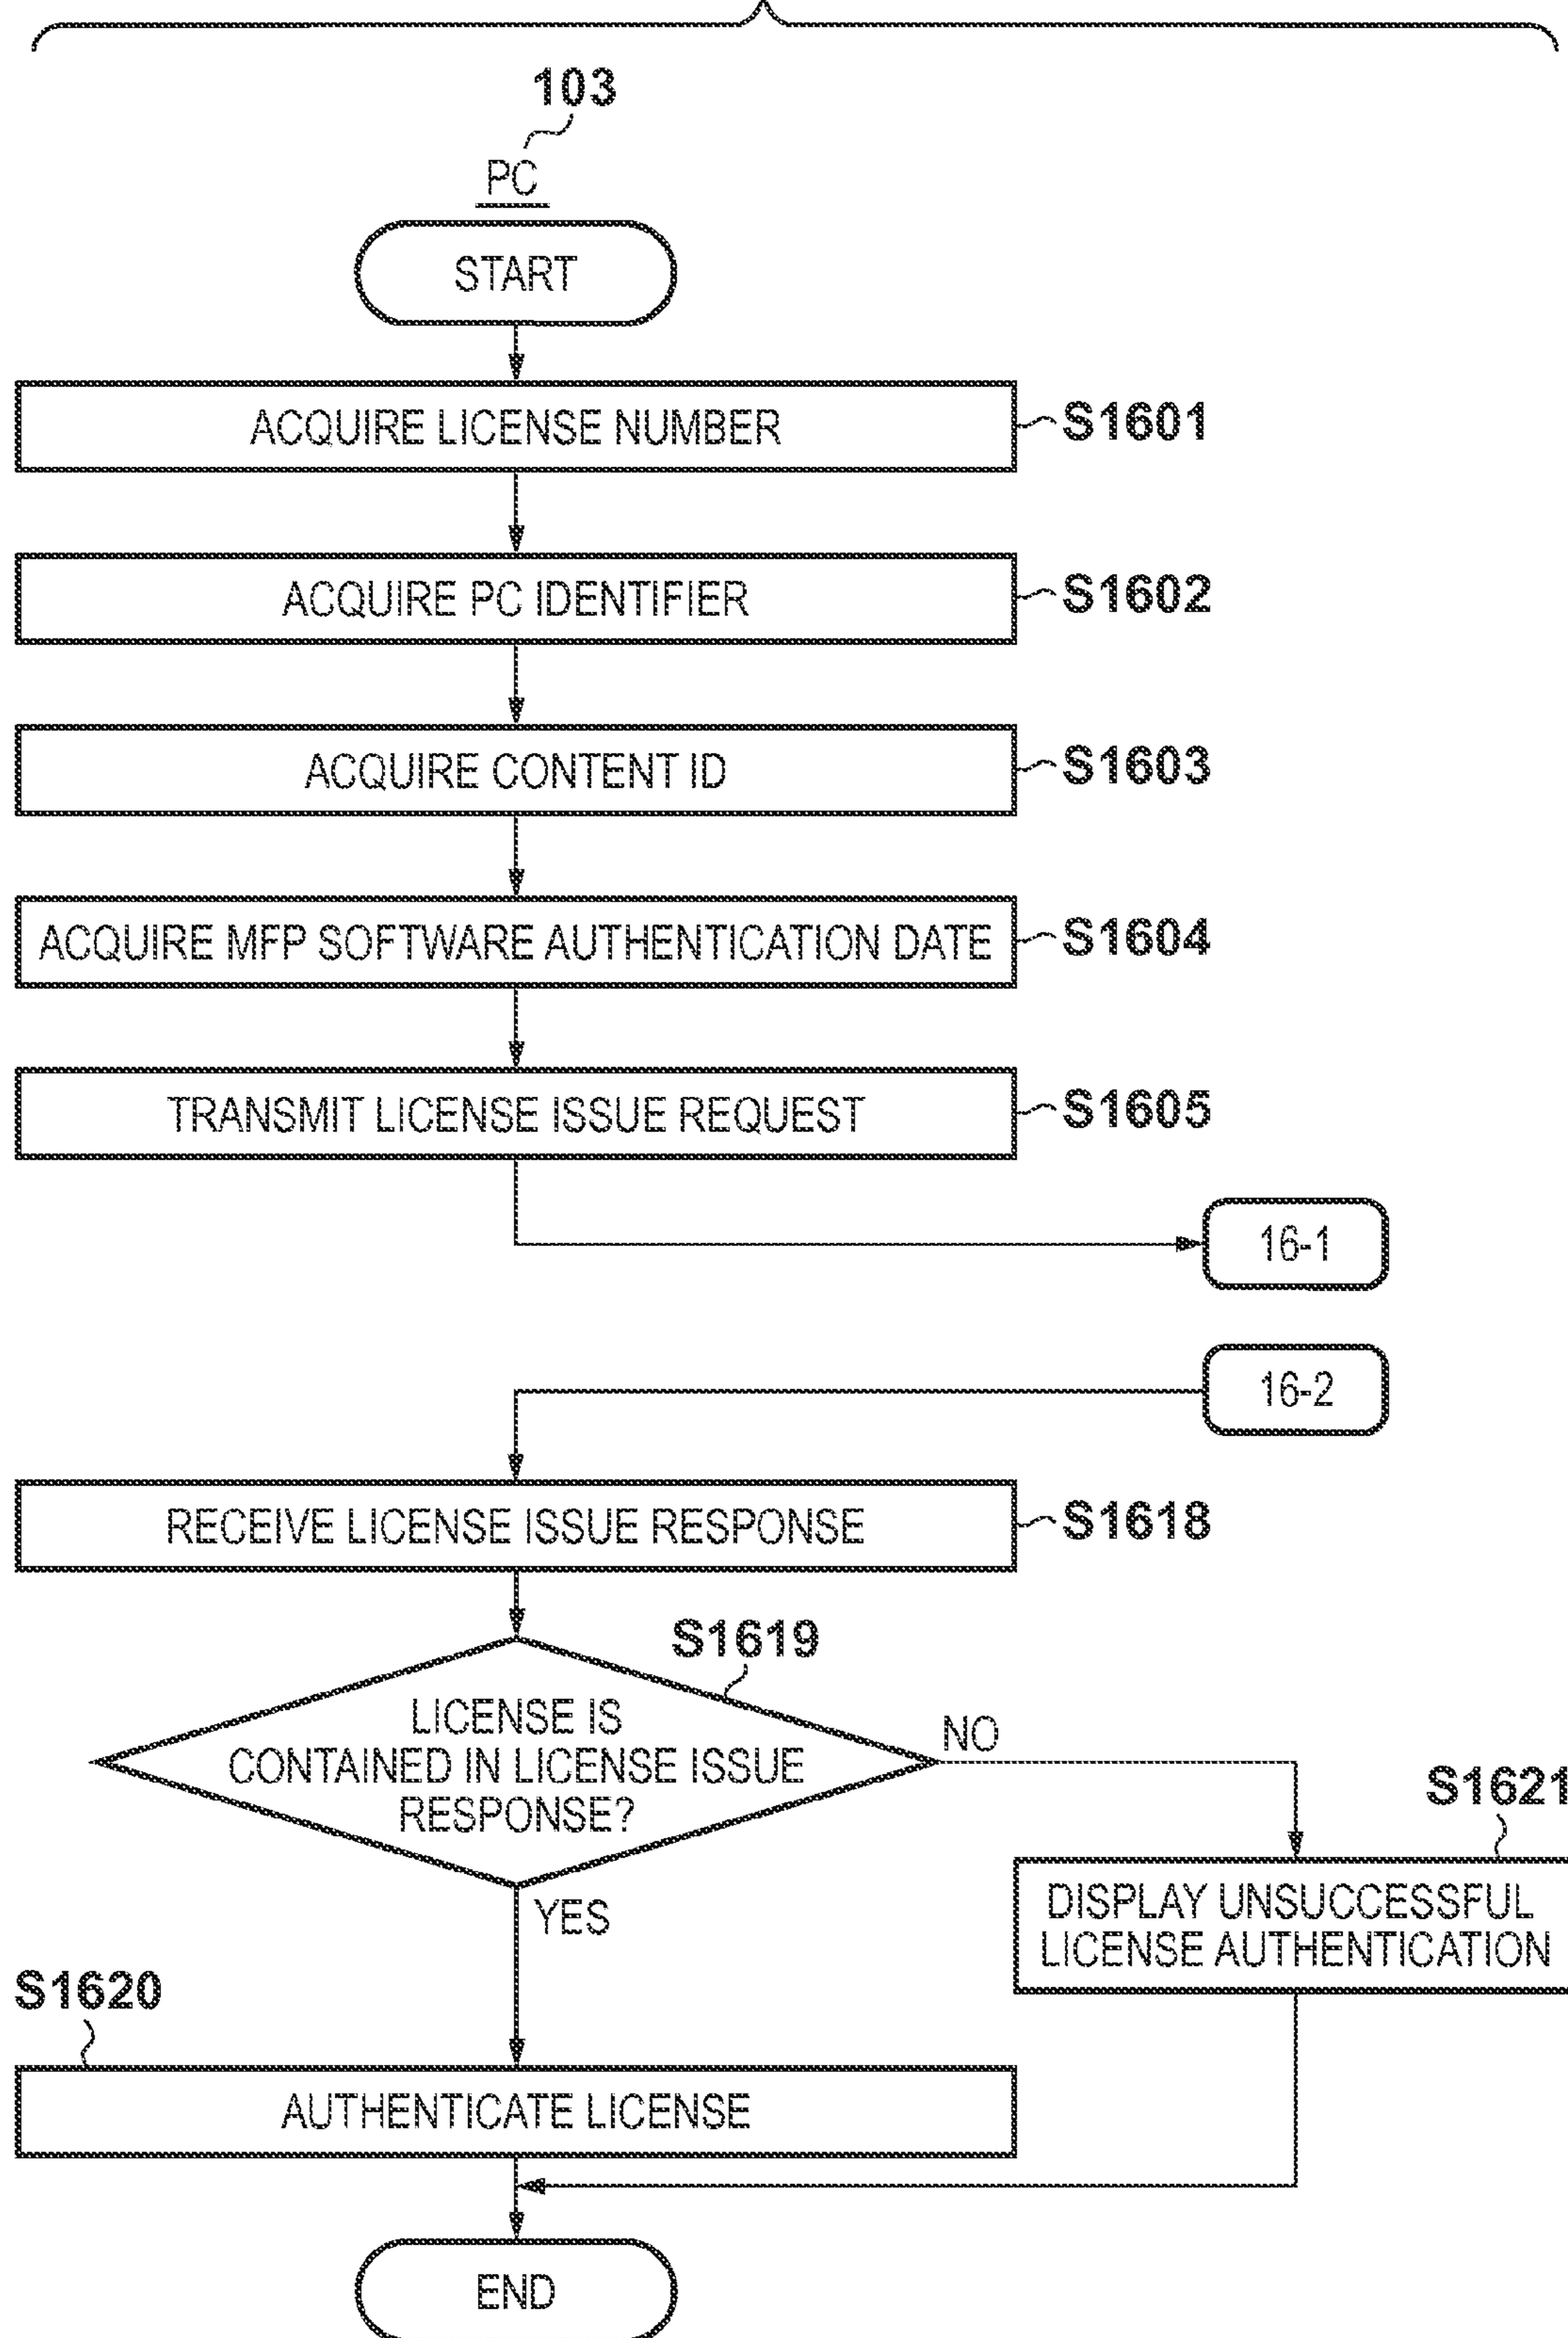 103
PC
START
ACQUIRE LICENSE NUMBER
S1601
ACQUIRE PC IDENTIFIER
S1602
ACQUIRE CONTENT ID
S1603
ACQUIRE MFP SOFTWARE AUTHENTICATION DATE
S1604
TRANSMIT LICENSE ISSUE REQUEST
S1605
16-1
16-2
RECEIVE LICENSE ISSUE RESPONSE
S1618
S1619
LICENSE IS
CONTAINED IN LICENSE ISSUE
RESPONSE?
NO
S1621
DISPLAY UNSUCCESSFUL
LICENSE AUTHENTICATION
YES
S1620
AUTHENTICATE LICENSE
END